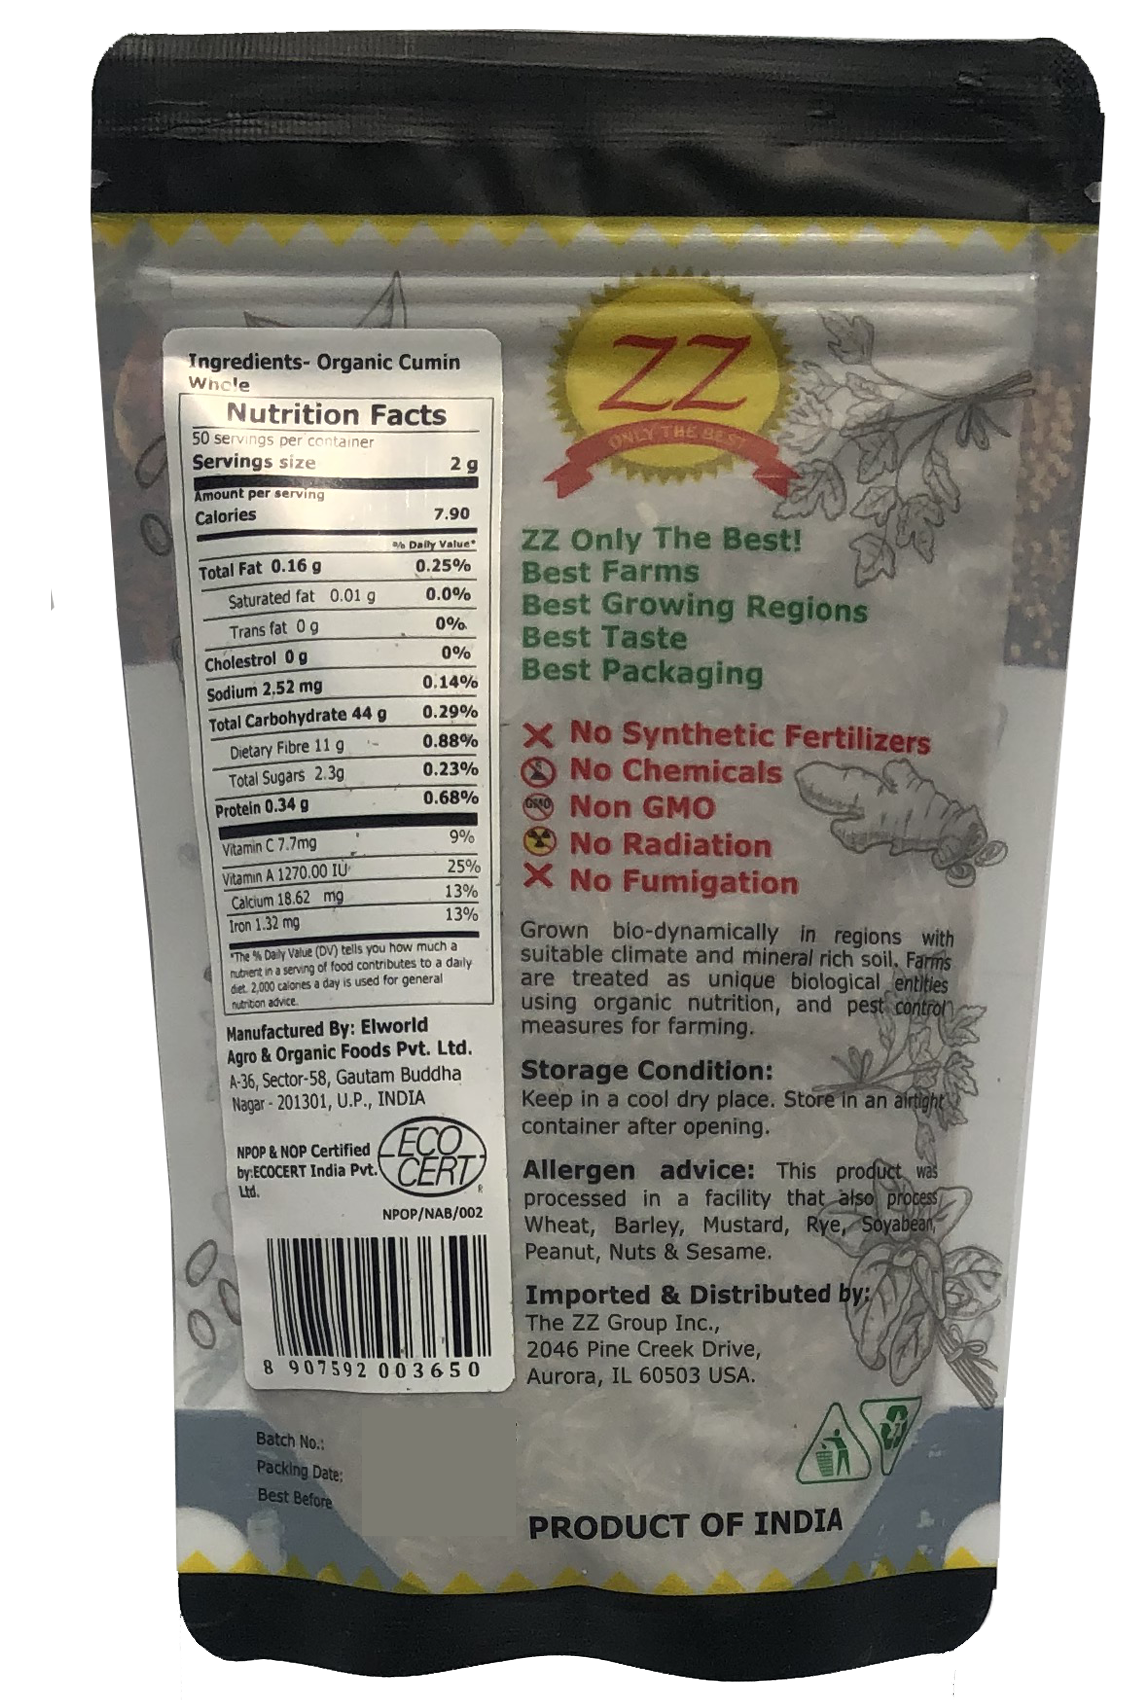 Ingredients- Organic Cumin
Whole
Nutrition Facts
50 servings per container
Servings size 2 g
Amount per serving
Calories 7.90
% Daily Value*
Total Fat 0.16 g 0.25%
Saturated fat 0.01 g 0.0%
Trans fat 0 g 0%
Cholestrol 0 g 0%
Sodium 2.52 mg 0.14%
Total Carbohydrate 44 g 0.29%
Dietary Fibre 11 g 0.88%
Total Sugars 2.3g 0.23%
Protein 0.34 g 0.68%
Vitamin C 7.7mg 9%
Vitamin A 1270.00 IU 25%
Calcium 18.62 mg 13%
Iron 1.32 mg 13%
*The % Daily Value (DV) tells you how much a
nutrient in a serving of food contributes to a daily
diet. 2,000 calories a day is used for general
nutrition advice.
Manufactured By: Elworld
Agro & Organic Foods Pvt. Ltd.
A-36, Sector-58, Gautam Buddha
Nagar - 201301, U.P., INDIA
NPOP & NOP Certified
by:ECOCERT India Pvt.
Ltd.
ECO
CERT
®
NPOP/NAB/002
8 907592 003650
Batch No.:
Packing Date:
Best Before
ZZ
ONLY THE BEST
ZZ Only The Best!
Best Farms
Best Growing Regions
Best Taste
Best Packaging
No Synthetic Fertilizers
No Chemicals
GMO Non GMO
No Radiation
No Fumigation
Grown bio-dynamically in regions with
suitable climate and mineral rich soil. Farms
are treated as unique biological entities
using organic nutrition, and pest control
measures for farming.
Storage Condition:
Keep in a cool dry place. Store in an airtight
container after opening.
Allergen advice: This product was
processed in a facility that also process
Wheat, Barley, Mustard, Rye, Soyabean,
Peanut, Nuts & Sesame.
Imported & Distributed by:
The ZZ Group Inc.,
2046 Pine Creek Drive,
Aurora, IL 60503 USA.
PRODUCT OF INDIA